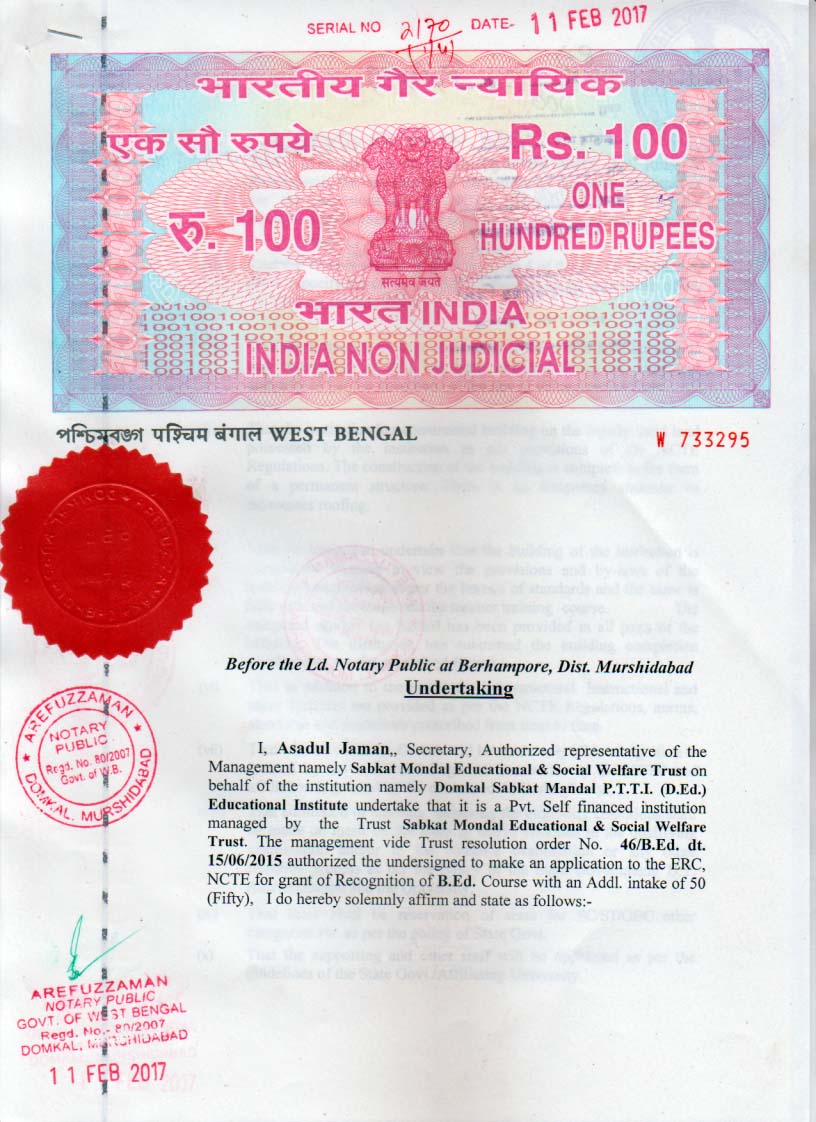 SERIAL NO 2170 DATE- 11 FEB 2017
भारतीय गैर न्यायिक
एक सौ रुपये
Rs. 100
रु. 100
ONE
HUNDRED RUPEES
सत्यमेव जयते
भारत INDIA
INDIA NON JUDICIAL
পশ্চিমবঙ্গ पश्चिम बंगाल WEST BENGAL
W 733295
Before the Ld. Notary Public at Berhampore, Dist. Murshidabad
Undertaking
AREFUZZAMAN
NOTARY
PUBLIC
Regd. No. 80/2007
Govt. of W.B.
DOMKAL, MURSHIDABAD
I, Asadul Jaman,, Secretary, Authorized representative of the
Management namely Sabkat Mondal Educational & Social Welfare Trust on
behalf of the institution namely Domkal Sabkat Mandal P.T.T.I. (D.Ed.)
Educational Institute undertake that it is a Pvt. Self financed institution
managed by the Trust Sabkat Mondal Educational & Social Welfare
Trust. The management vide Trust resolution order No. 46/B.Ed. dt.
15/06/2015 authorized the undersigned to make an application to the ERC,
NCTE for grant of Recognition of B.Ed. Course with an Addl. intake of 50
(Fifty), I do hereby solemnly affirm and state as follows:-
AREFUZZAMAN
NOTARY PUBLIC
GOVT. OF WEST BENGAL
Regd. No.- 80/2007
DOMKAL, MURSHIDABAD
11 FEB 2017